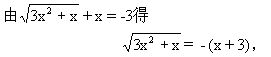 由√(3x²+x)+x=-3得
√(3x²+x)= -(x+3),